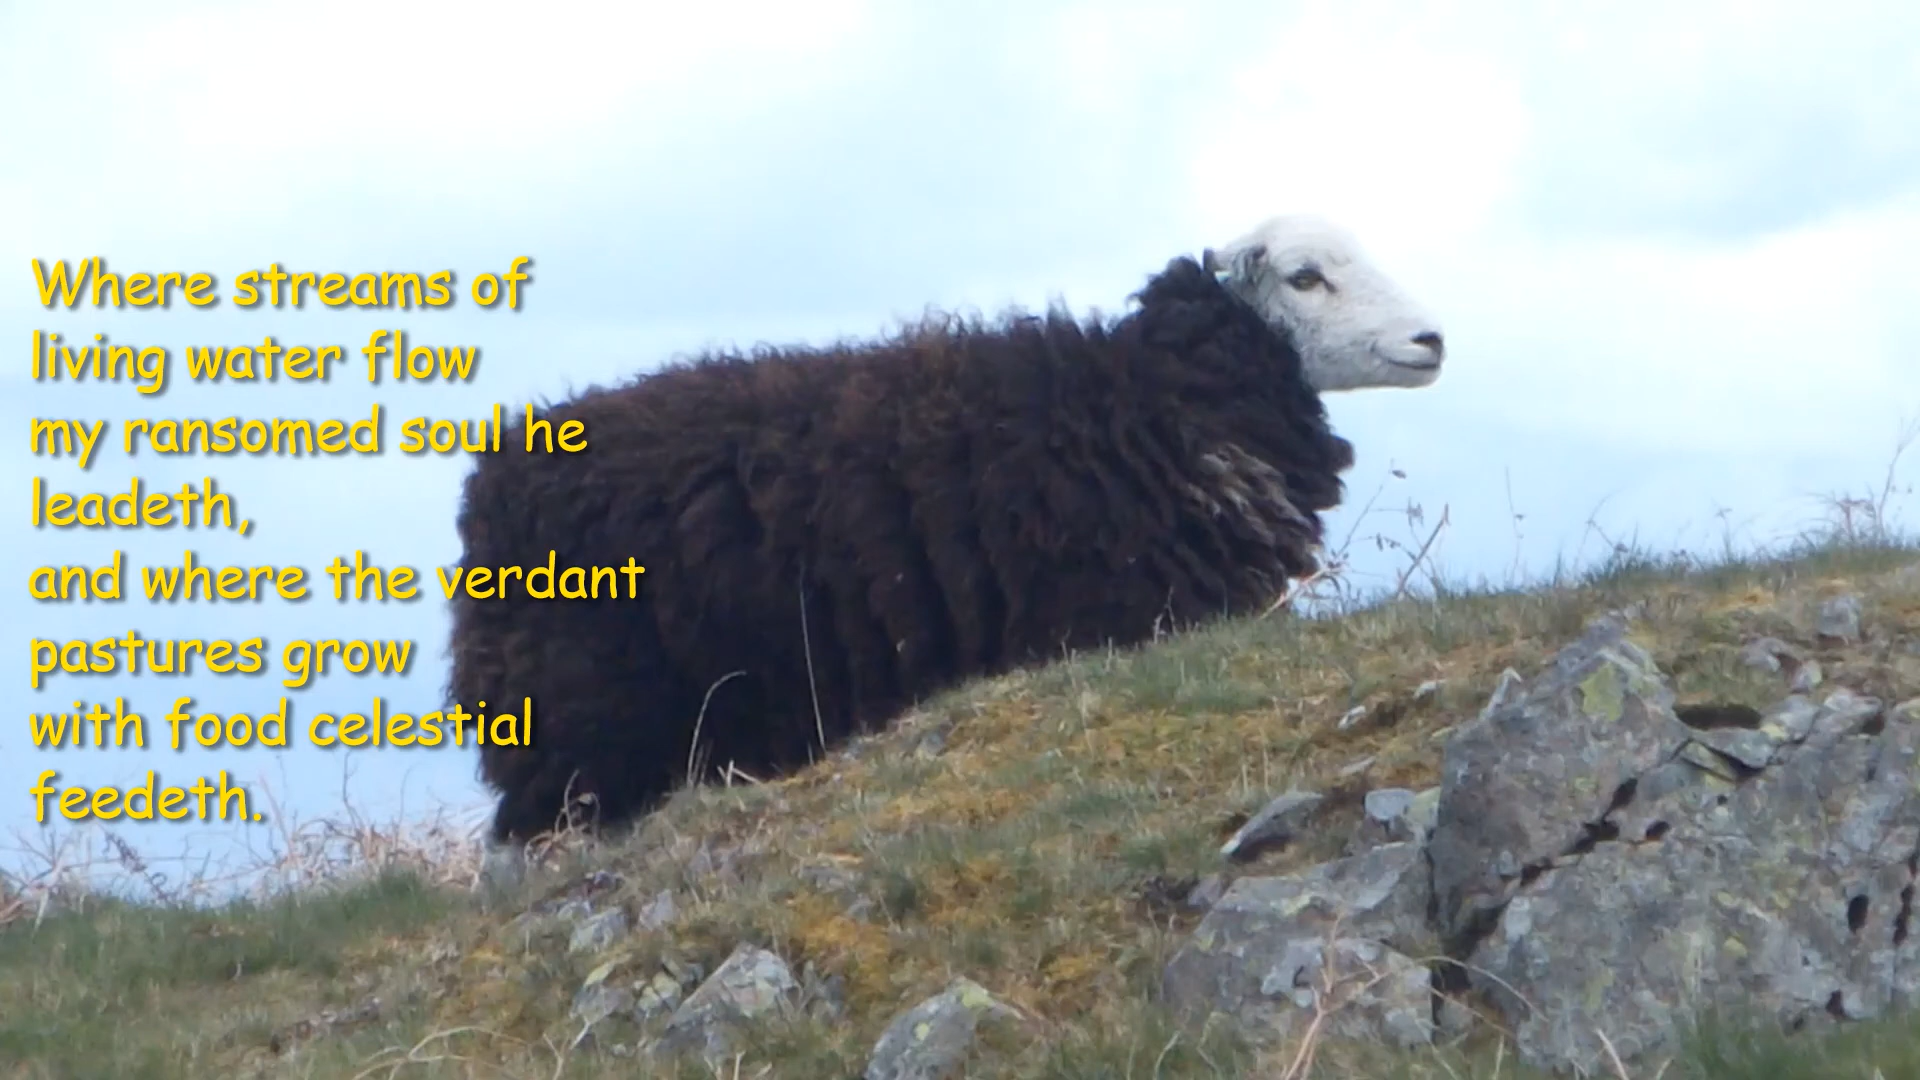 Where streams of
living water flow
my ransomed soul he
leadeth,
and where the verdant
pastures grow
with food celestial
feedeth.